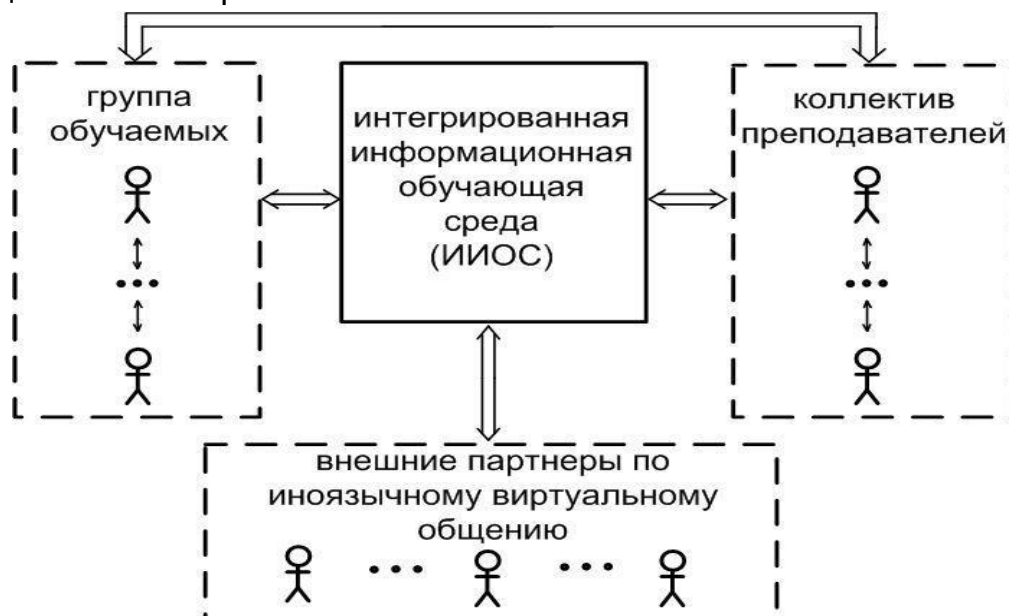 группа
обучаемых
интегрированная
информационная
обучающая
среда
(ИИОС)
коллектив
преподавателей
внешние партнеры по
иноязычному виртуальному
общению